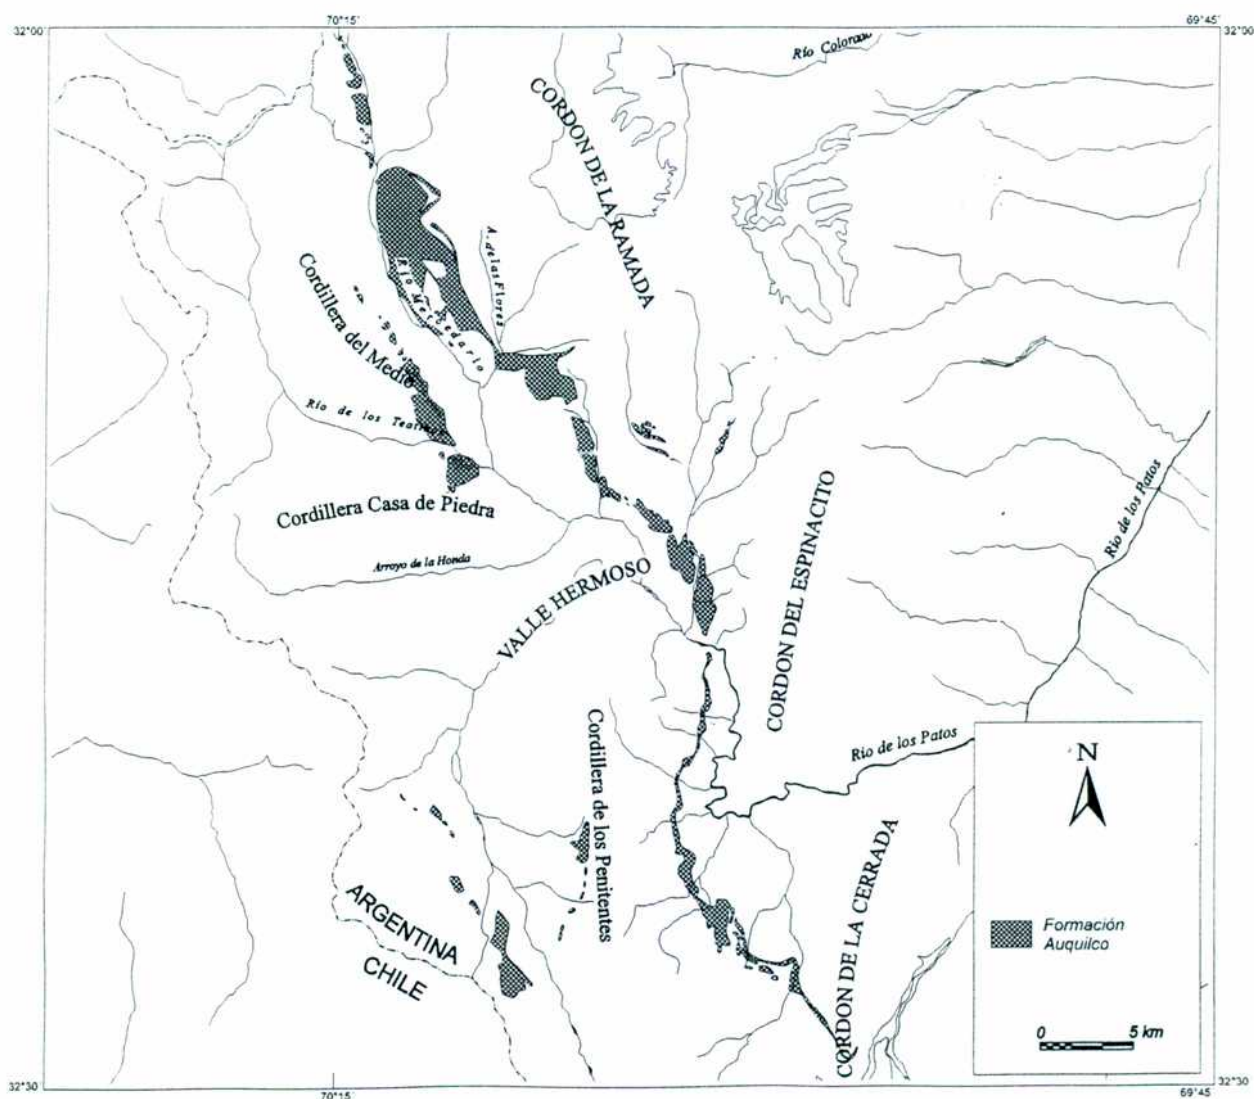 70°15'
69°45'
32°00'
32°00
Río Colorado
CORDON DE LA RAMADA
A. de las Flores
Río Mercedario
Cordillera
del Medio
Río de los Teatinos
Cordillera Casa de Piedra
Arroyo de la Honda
VALLE HERMOSO
CORDON DEL ESPINACITO
Río de los Patos
Río de los Patos
Cordillera
de los Penitentes
CORDON DE LA CERRADA
ARGENTINA
CHILE
N
Formación
Auquilco
0 5 km
32°30
32°30
70°15'
69°45'